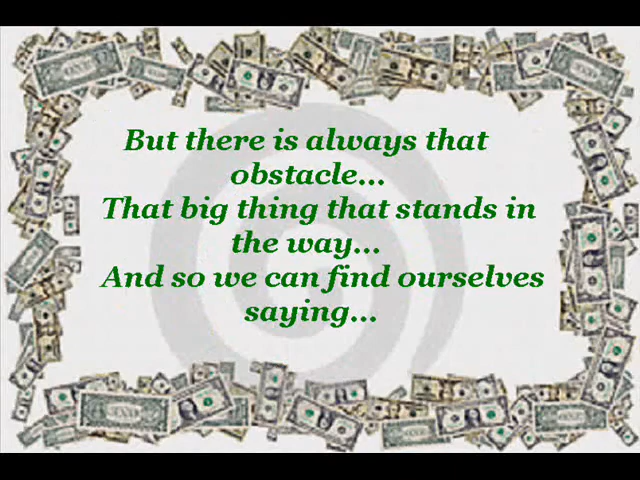 But there is always that
obstacle...
That big thing that stands in
the way...
And so we can find ourselves
saying...